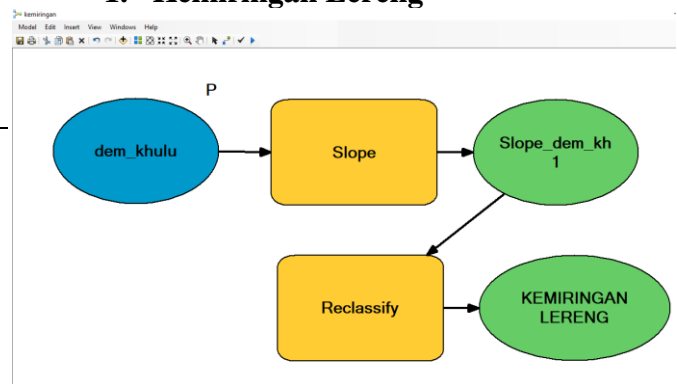 1. Kemiringan Lereng
kemiringan
Model Edit Insert View Windows Help
P
dem_khulu
Slope
Slope_dem_kh
1
Reclassify
KEMIRINGAN
LERENG